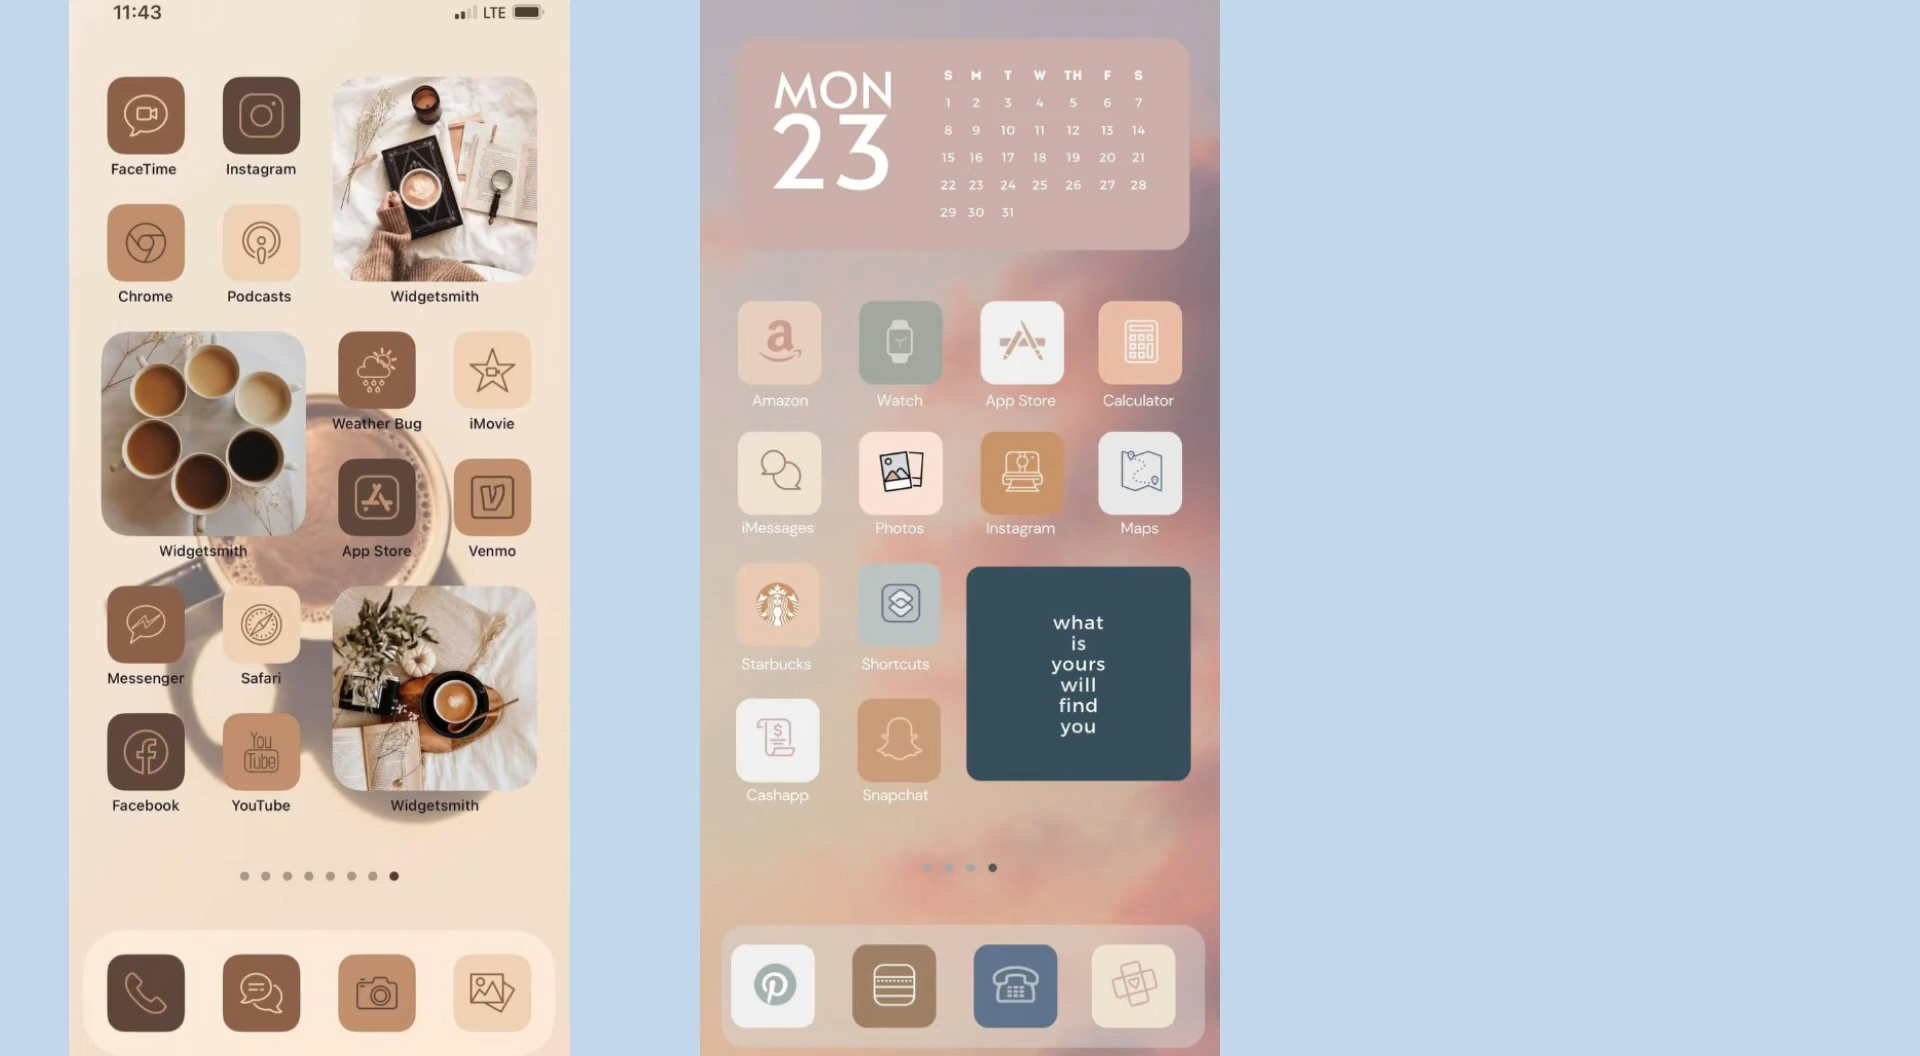 11:43
LTE
FaceTime
Instagram
Chrome
Podcasts
Widgetsmith
Widgetsmith
Weather Bug
iMovie
App Store
Venmo
Messenger
Safari
Facebook
You
Tube
YouTube
Widgetsmith
MON
23
S M T W TH F S
1 2 3 4 5 6 7
8 9 10 11 12 13 14
15 16 17 18 19 20 21
22 23 24 25 26 27 28
29 30 31
a
Amazon
Watch
App Store
Calculator
iMessages
Photos
Instagram
Maps
Starbucks
Shortcuts
what
is
yours
will
find
you
$
Cashapp
Snapchat